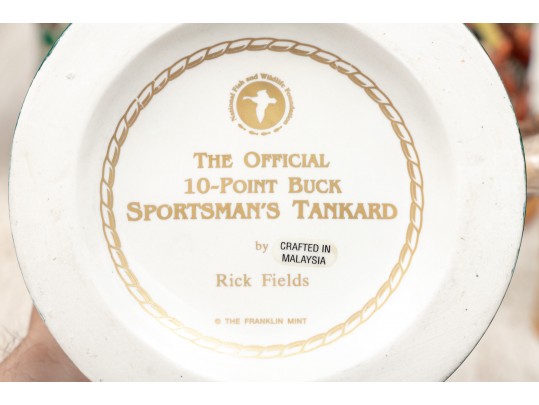 National Fish and Wildlife Foundation
THE OFFICIAL
10-POINT BUCK
SPORTSMAN'S TANKARD
by
CRAFTED IN
MALAYSIA
Rick Fields
© THE FRANKLIN MINT